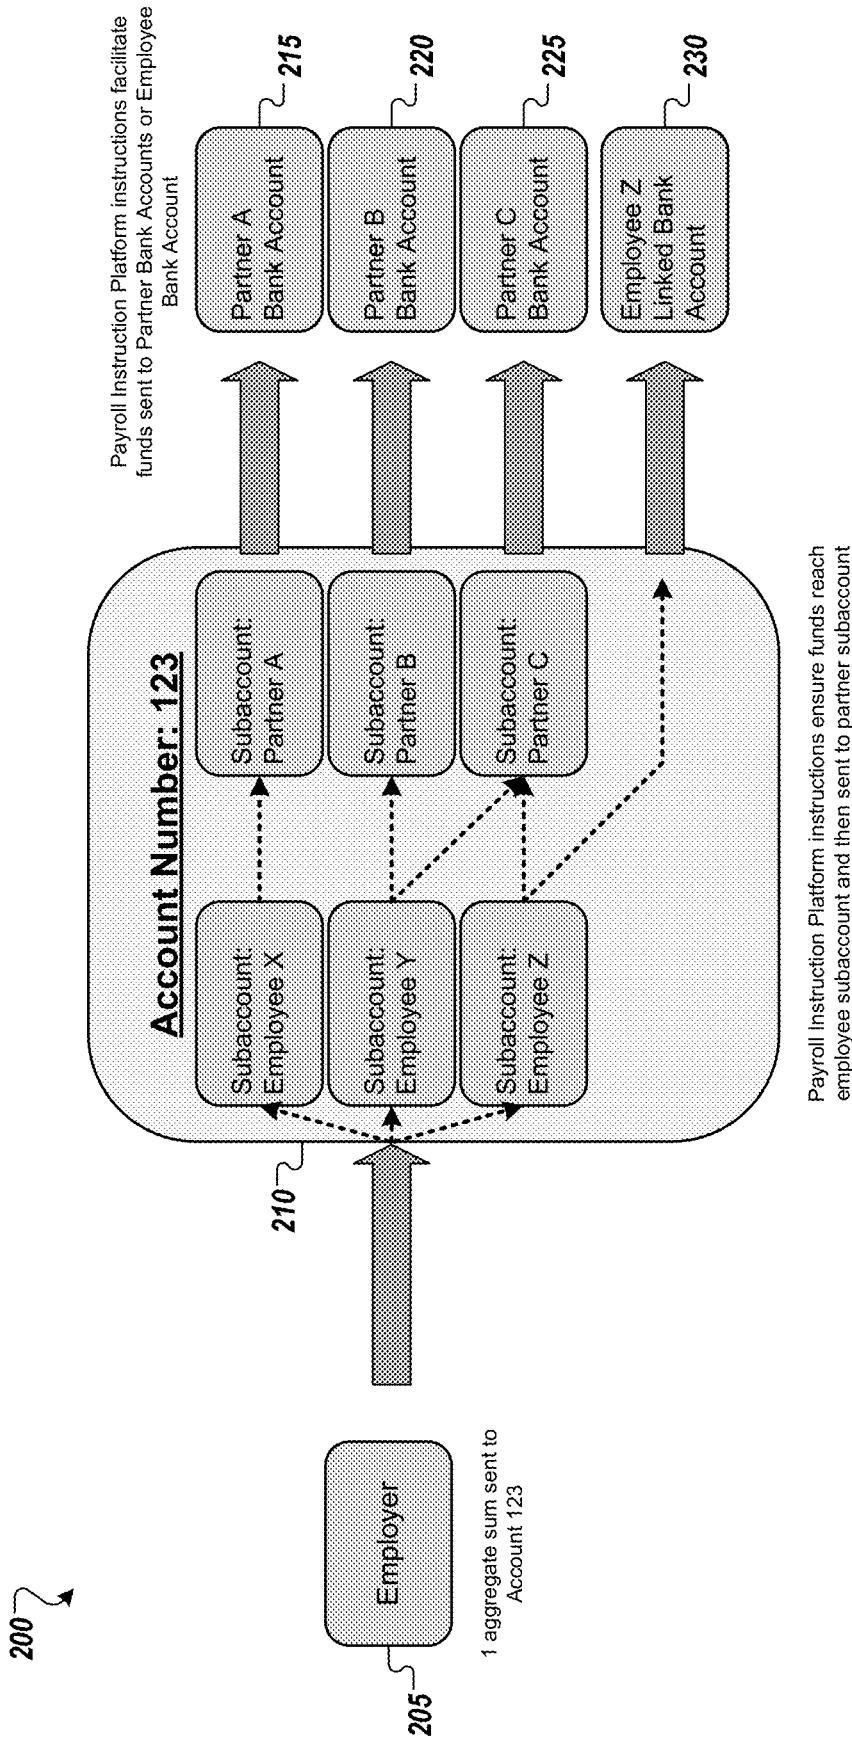 200
205
Employer
1 aggregate sum sent to
Account 123
210
Account Number: 123
Subaccount:
Employee X
Subaccount:
Employee Y
Subaccount:
Employee Z
Subaccount:
Partner A
Subaccount:
Partner B
Subaccount:
Partner C
Payroll Instruction Platform instructions ensure funds reach
employee subaccount and then sent to partner subaccount
Payroll Instruction Platform instructions facilitate
funds sent to Partner Bank Accounts or Employee
Bank Account
Partner A
Bank Account
215
Partner B
Bank Account
220
Partner C
Bank Account
225
Employee Z
Linked Bank
Account
230